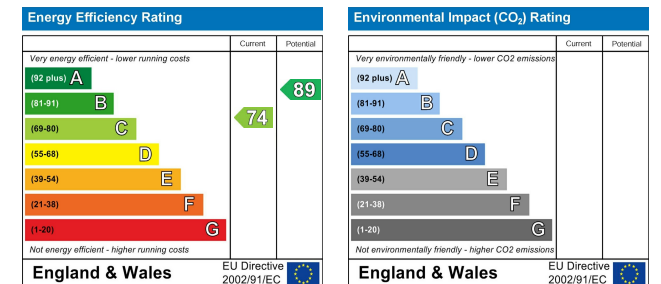 Energy Efficiency Rating
Current Potential
Very energy efficient - lower running costs
(92 plus) A
(81-91) B
89
(69-80) C
74
(55-68) D
(39-54) E
(21-38) F
(1-20) G
Not energy efficient - higher running costs
England & Wales
EU Directive
2002/91/EC
Environmental Impact (CO2) Rating
Current Potential
Very environmentally friendly - lower CO2 emissions
(92 plus) A
(81-91) B
(69-80) C
(55-68) D
(39-54) E
(21-38) F
(1-20) G
Not environmentally friendly - higher CO2 emissions
England & Wales
EU Directive
2002/91/EC